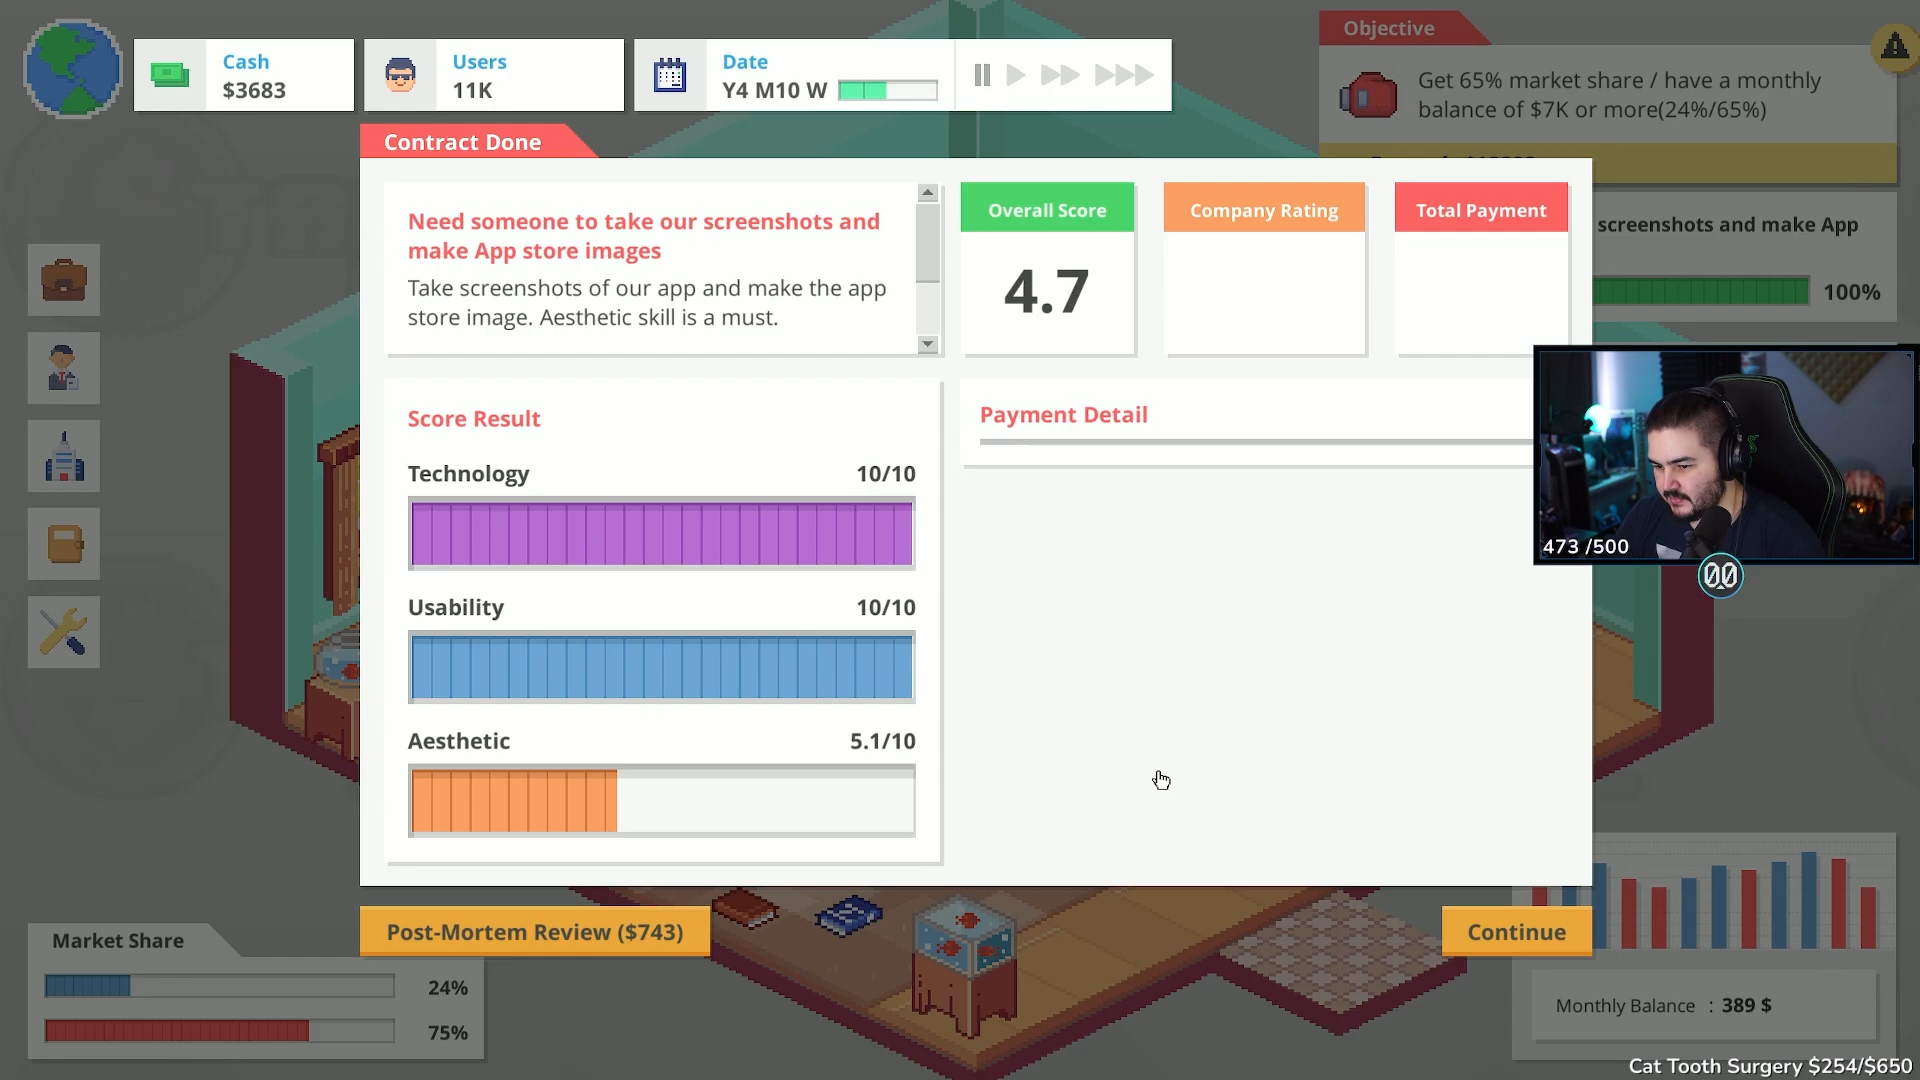 Cash
$3683
Users
11K
Date
Y4 M10 W
Objective
Get 65% market share / have a monthly
balance of $7K or more(24%/65%)
Contract Done
Need someone to take our screenshots and
make App store images
Take screenshots of our app and make the app
store image. Aesthetic skill is a must.
Overall Score
4.7
Company Rating
Total Payment
screenshots and make App
100%
Score Result
Technology 10/10
Usability 10/10
Aesthetic 5.1/10
Payment Detail
473 /500
Post-Mortem Review ($743)
Continue
Market Share
24%
75%
Monthly Balance : 389 $
Cat Tooth Surgery $254/$650